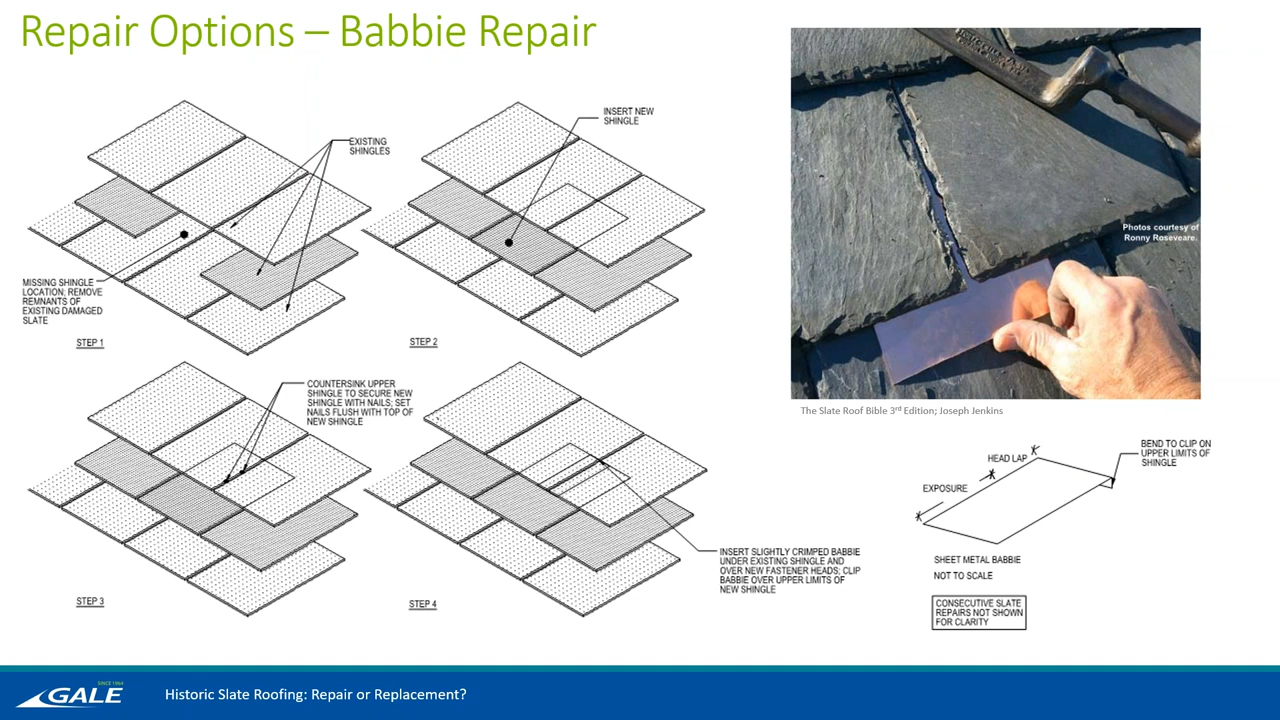 Repair Options – Babbie Repair
EXISTING
SHINGLES
MISSING SHINGLE
LOCATION; REMOVE
REMNANTS OF
EXISTING DAMAGED
SLATE
STEP 1
INSERT NEW
SHINGLE
STEP 2
COUNTERSINK UPPER
SHINGLE TO SECURE NEW
SHINGLE WITH NAILS; SET
NAILS FLUSH WITH TOP OF
NEW SHINGLE
STEP 3
INSERT SLIGHTLY CRIMPED BABBIE
UNDER EXISTING SHINGLE AND
OVER NEW FASTENER HEADS; CLIP
BABBIE OVER UPPER LIMITS OF
NEW SHINGLE
STEP 4
Photos courtesy of
Ronny Roseveare.
The Slate Roof Bible 3rd Edition; Joseph Jenkins
BEND TO CLIP ON
UPPER LIMITS OF
SHINGLE
HEAD LAP
EXPOSURE
SHEET METAL BABBIE
NOT TO SCALE
CONSECUTIVE SLATE
REPAIRS NOT SHOWN
FOR CLARITY
SINCE 1964
GALE
Historic Slate Roofing: Repair or Replacement?